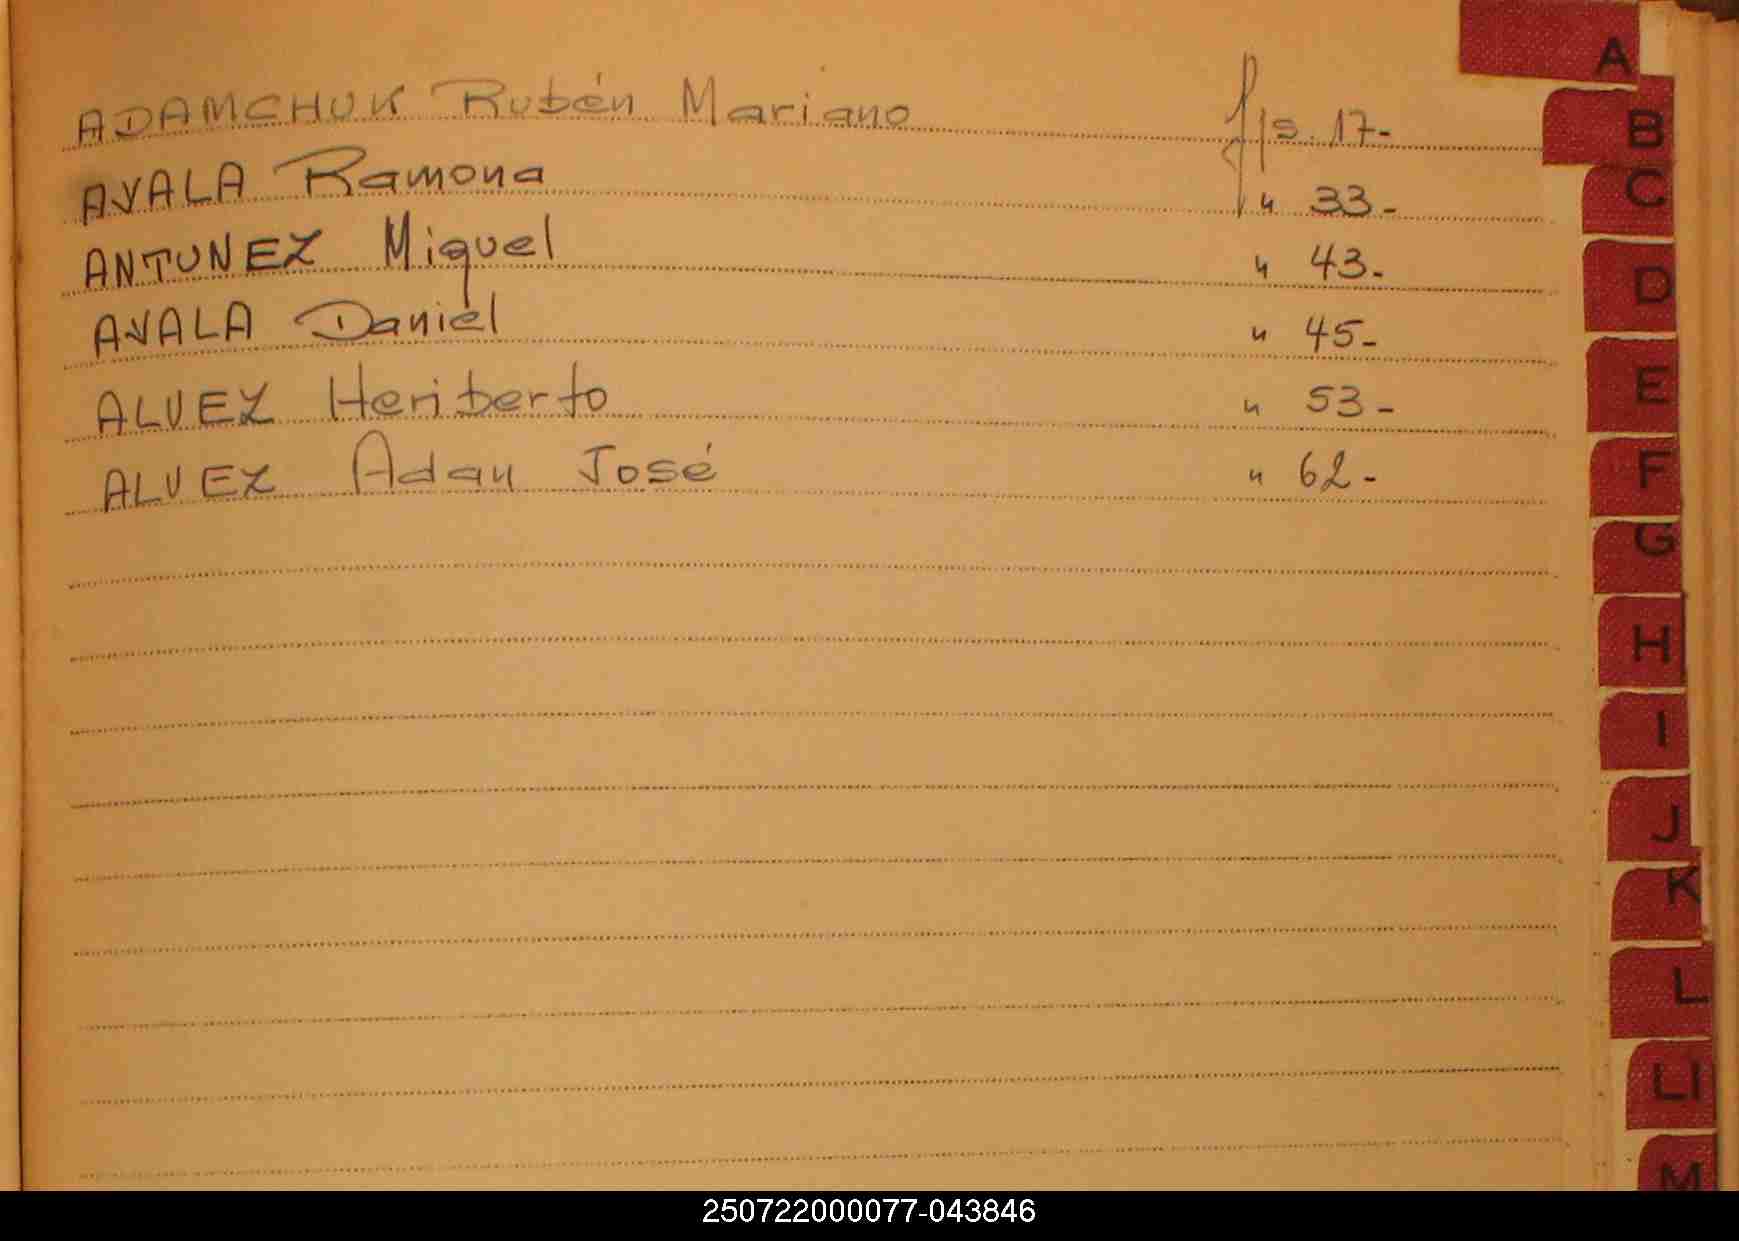 ADAMCHUK Rubén Mariano fjs. 17-
AYALA Ramona " 33-
ANTUNEZ Miguel " 43-
AYALA Daniel " 45-
ALVEZ Heriberto " 53-
ALVEZ Adan José " 62-
A
B
C
D
E
F
G
H
I
J
K
L
Ll
M
250722000077-043846